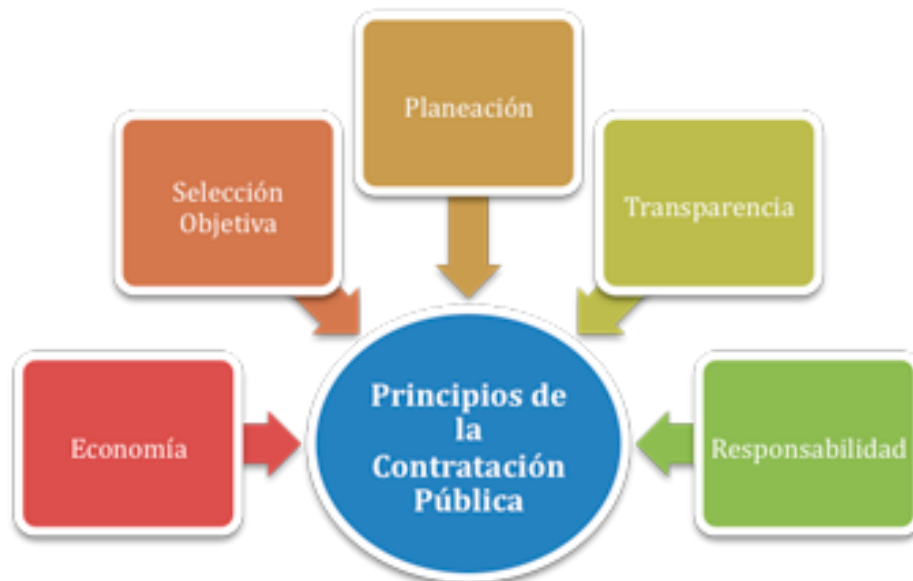 Planeación
Selección
Objetiva
Transparencia
Economía
Principios de
la
Contratación
Pública
Responsabilidad